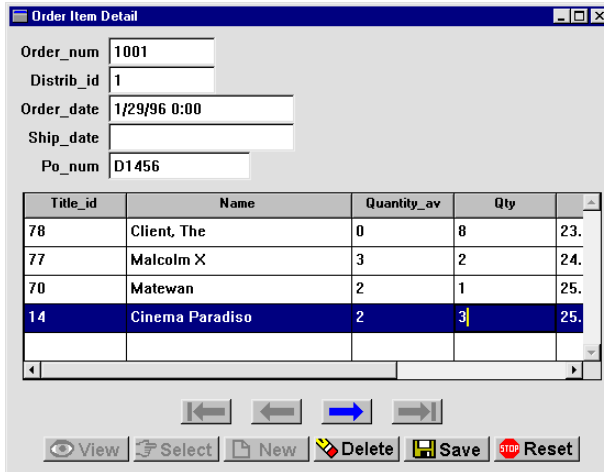 Order Item Detail
Order_num 1001
Distrib_id 1
Order_date 1/29/96 0:00
Ship_date
Po_num D1456
Title_id Name Quantity_av Qty
78 Client, The 0 8 23.
77 Malcolm X 3 2 24.
70 Matewan 2 1 25.
14 Cinema Paradiso 2 3 25.
View Select New Delete Save STOP Reset